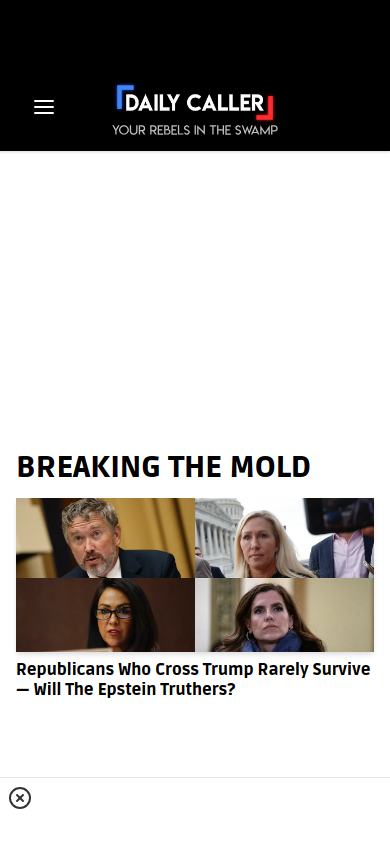 DAILY CALLER
YOUR REBELS IN THE SWAMP
BREAKING THE MOLD
Republicans Who Cross Trump Rarely Survive
— Will The Epstein Truthers?